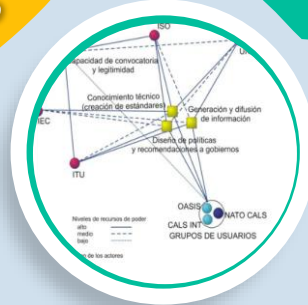 ISO
capacidad de convocatoria
y legitimidad
Conocimiento técnico
(creación de estándares)
Generación y difusión
de información
IEC
Diseño de políticas
y recomendaciones a gobiernos
ITU
OASIS
NATO CALS
CALS INT
GRUPOS DE USUARIOS
Niveles de recursos de poder
alto
medio
bajo
de los actores